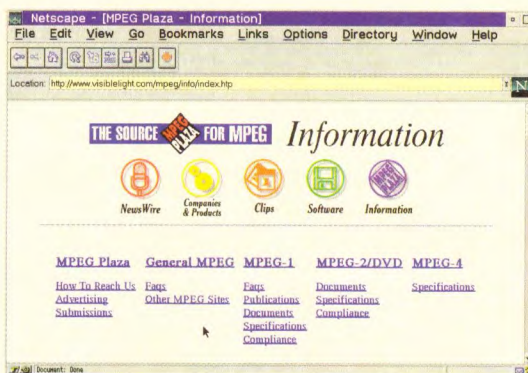 Netscape - [MPEG Plaza - Information]
File Edit View Go Bookmarks Links Options Directory Window Help
Location: http://www.visiblelight.com/mpeg/info/index.htp
THE SOURCE MPEG PLAZA FOR MPEG Information
NewsWire Companies & Products Clips Software Information
MPEG Plaza General MPEG MPEG-1 MPEG-2/DVD MPEG-4
How To Reach Us Faqs Faqs Documents Specifications
Advertising Other MPEG Sites Publications Specifications
Submissions Documents Compliance
Specifications
Compliance
Document: Done